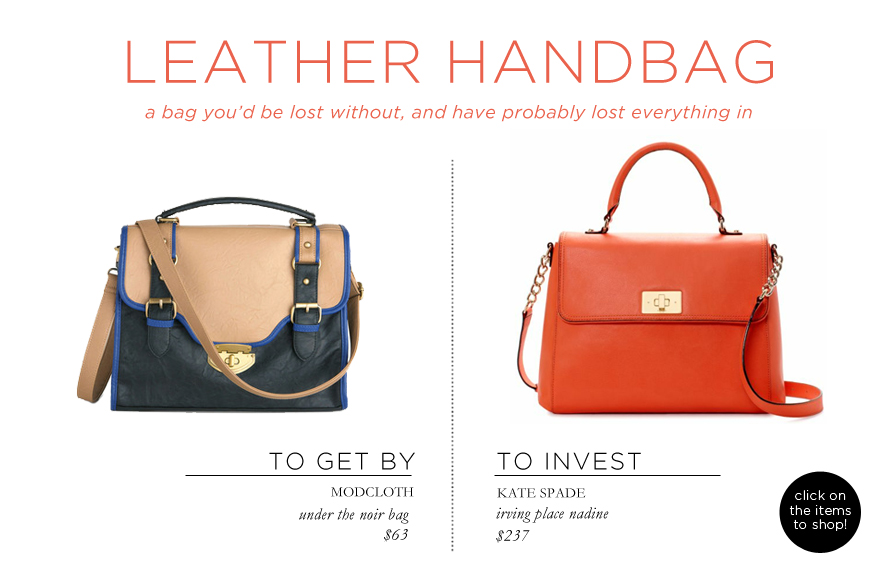 LEATHER HANDBAG
a bag you'd be lost without, and have probably lost everything in
TO GET BY
MODCLOTH
under the noir bag
$63
TO INVEST
KATE SPADE
irving place nadine
$237
click on
the items
to shop!